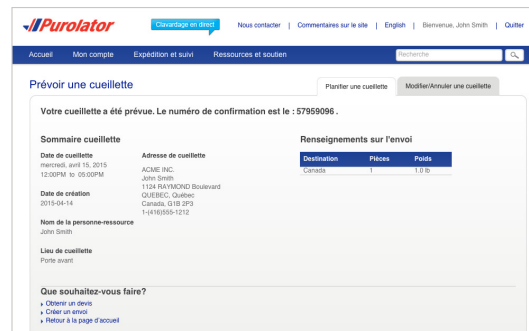 Purolator
Clavardage en direct
Nous contacter | Commentaires sur le site | English | Bienvenue, John Smith | Quitter
Accueil Mon compte Expédition et suivi Ressources et soutien
Recherche
Prévoir une cueillette
Planifier une cueillette
Modifier/Annuler une cueillette
Votre cueillette a été prévue. Le numéro de confirmation est le : 57959096 .
Sommaire cueillette
Date de cueillette
mercredi, avril 15, 2015
12:00PM to 05:00PM
Date de création
2015-04-14
Nom de la personne-ressource
John Smith
Lieu de cueillette
Porte avant
Adresse de cueillette
ACME INC.
John Smith
1124 RAYMOND Boulevard
QUEBEC, Québec
Canada, G1B 2P3
1-(416)555-1212
Renseignements sur l'envoi
Destination Pièces Poids
Canada 1 1.0 lb
Que souhaitez-vous faire?
Obtenir un devis
Créer un envoi
Retour à la page d'accueil